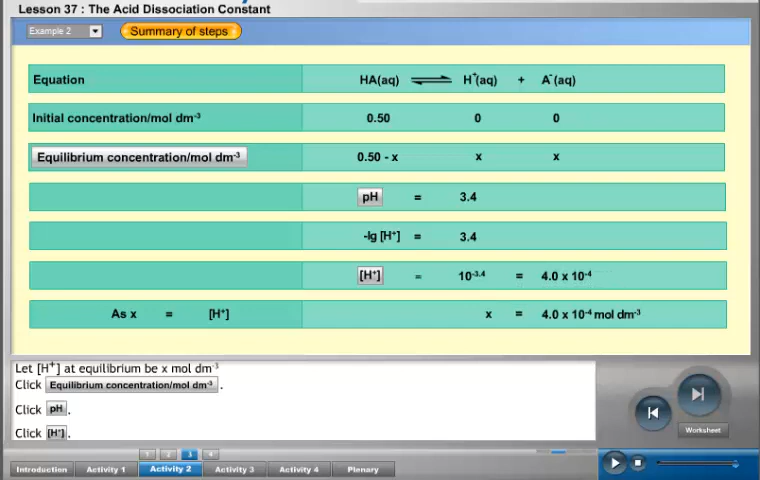 Lesson 37 : The Acid Dissociation Constant
Example 2 Summary of steps
Equation HA(aq) ⇌ H⁺(aq) + A⁻(aq)
Initial concentration/mol dm⁻³ 0.50 0 0
Equilibrium concentration/mol dm⁻³ 0.50 - x x x
pH = 3.4
-lg [H⁺] = 3.4
[H⁺] = 10⁻³·⁴ = 4.0 x 10⁻⁴
As x = [H⁺] x = 4.0 x 10⁻⁴ mol dm⁻³
Let [H⁺] at equilibrium be x mol dm⁻³
Click Equilibrium concentration/mol dm⁻³ .
Click pH .
Click [H⁺] .
Worksheet
1 2 3 4
Introduction Activity 1 Activity 2 Activity 3 Activity 4 Plenary